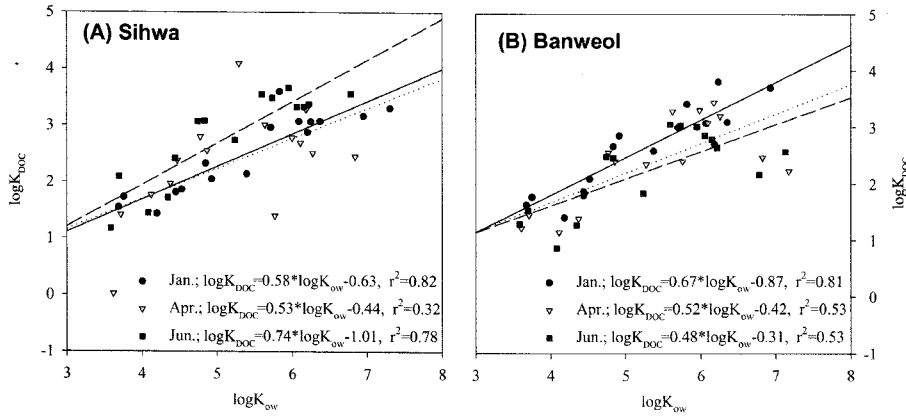 (A) Sihwa
logK_DOC
5
4
3
2
1
0
-1
Jan.; logK_DOC=0.58*logK_ow-0.63, r²=0.82
Apr.; logK_DOC=0.53*logK_ow-0.44, r²=0.32
Jun.; logK_DOC=0.74*logK_ow-1.01, r²=0.78
3 4 5 6 7 8
logK_ow
(B) Banweol
5
4
3
2
1
0
-1
logK_DOC
Jan.; logK_DOC=0.67*logK_ow-0.87, r²=0.81
Apr.; logK_DOC=0.52*logK_ow-0.42, r²=0.53
Jun.; logK_DOC=0.48*logK_ow-0.31, r²=0.53
3 4 5 6 7 8
logK_ow